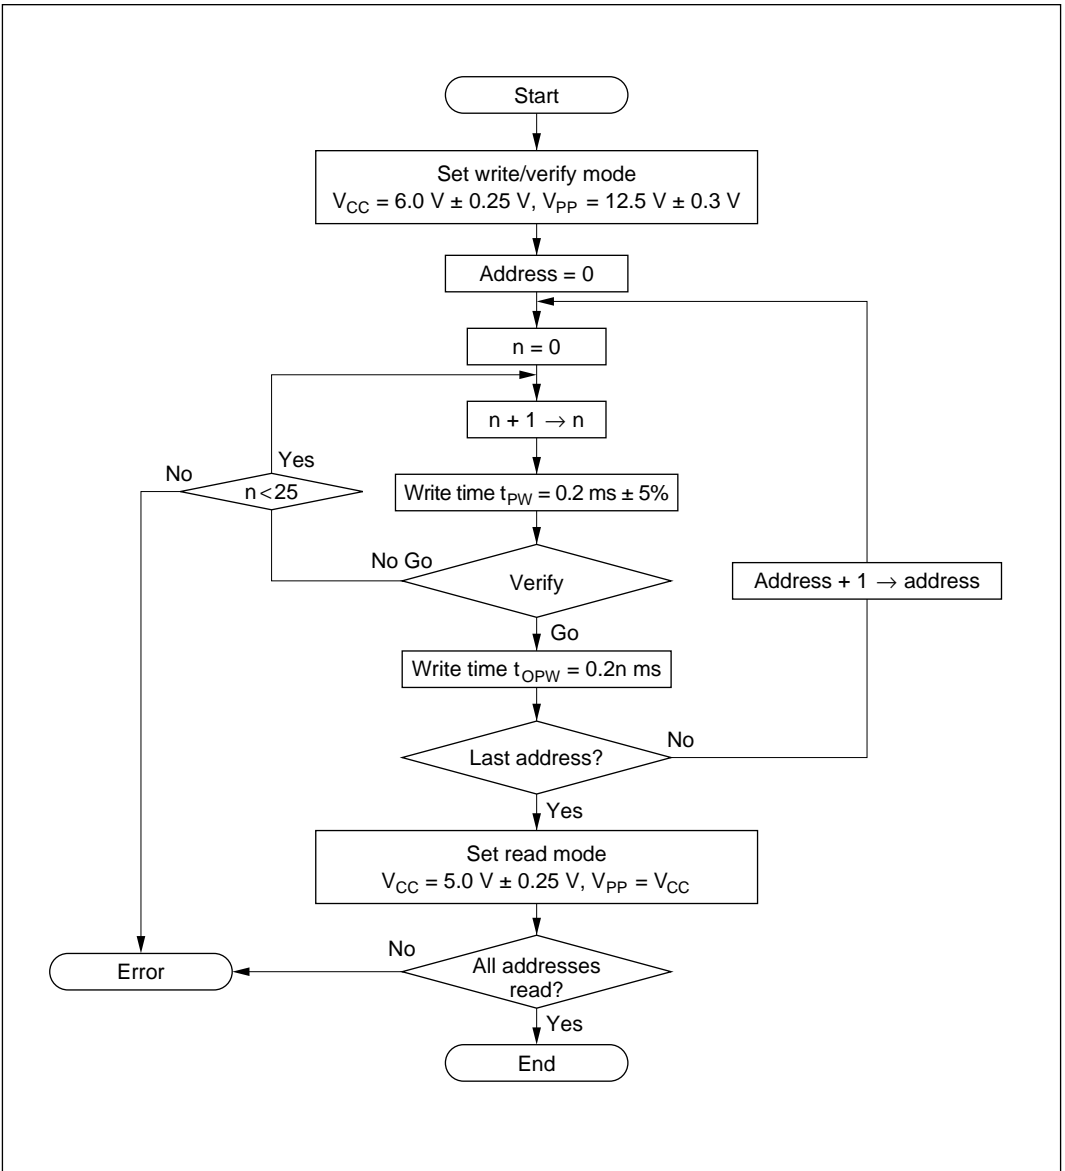 Start
Set write/verify mode
VCC = 6.0 V ± 0.25 V, VPP = 12.5 V ± 0.3 V
Address = 0
n = 0
n + 1 → n
Yes
No
n<25
Write time tPW = 0.2 ms ± 5%
No Go
Verify
Address + 1 → address
Go
Write time tOPW = 0.2n ms
Last address?
No
Yes
Set read mode
VCC = 5.0 V ± 0.25 V, VPP = VCC
No
All addresses
read?
Error
Yes
End